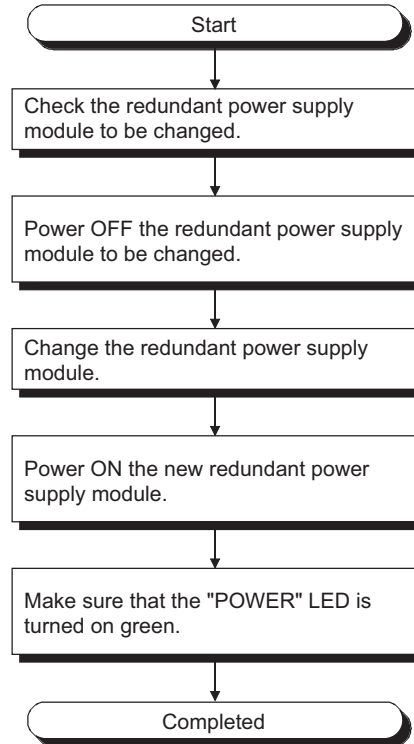 Start
Check the redundant power supply
module to be changed.
Power OFF the redundant power supply
module to be changed.
Change the redundant power supply
module.
Power ON the new redundant power
supply module.
Make sure that the "POWER" LED is
turned on green.
Completed